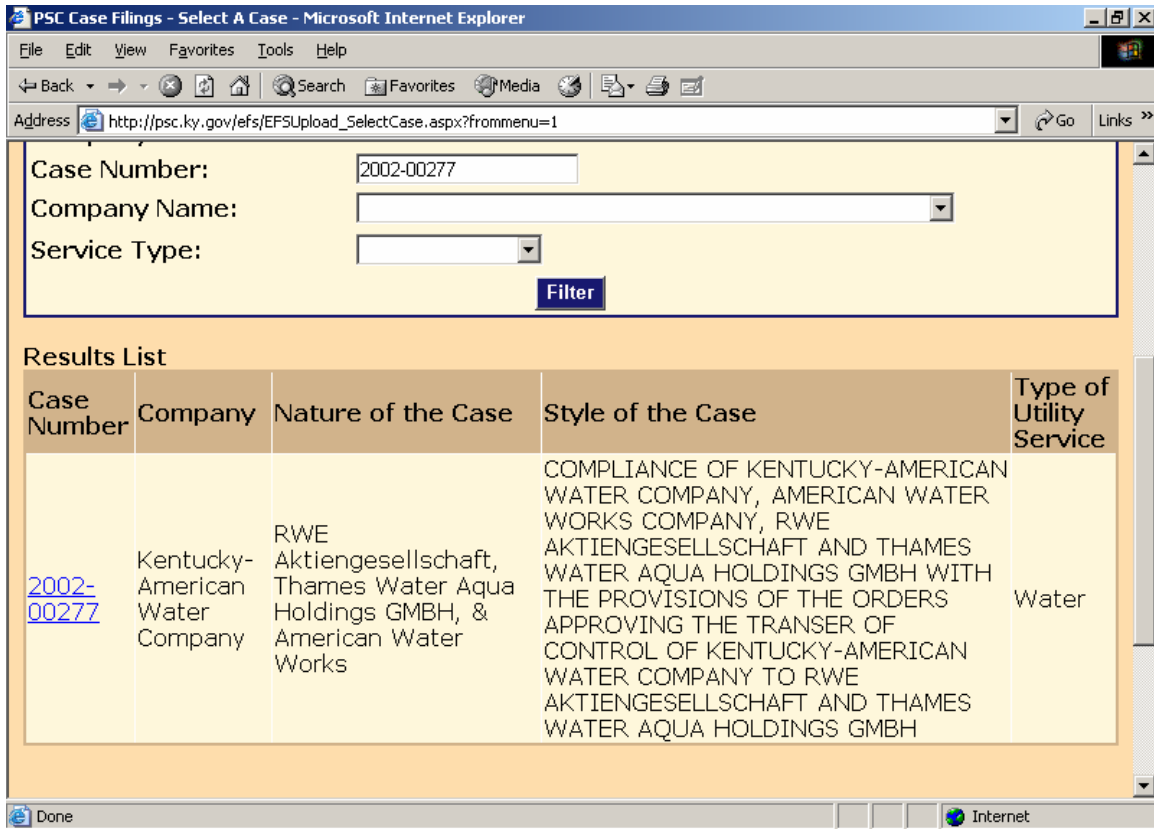 PSC Case Filings - Select A Case - Microsoft Internet Explorer
File Edit View Favorites Tools Help
Back Search Favorites Media
Address http://psc.ky.gov/efs/EFSUpload_SelectCase.aspx?frommenu=1 Go Links »
Case Number: 2002-00277
Company Name:
Service Type:
Filter
Results List
Case Number
Company
Nature of the Case
Style of the Case
Type of
Utility
Service
2002-
00277
Kentucky-
American
Water
Company
RWE
Aktiengesellschaft,
Thames Water Aqua
Holdings GMBH, &
American Water
Works
COMPLIANCE OF KENTUCKY-AMERICAN
WATER COMPANY, AMERICAN WATER
WORKS COMPANY, RWE
AKTIENGESELLSCHAFT AND THAMES
WATER AQUA HOLDINGS GMBH WITH
THE PROVISIONS OF THE ORDERS
APPROVING THE TRANSER OF
CONTROL OF KENTUCKY-AMERICAN
WATER COMPANY TO RWE
AKTIENGESELLSCHAFT AND THAMES
WATER AQUA HOLDINGS GMBH
Water
Done Internet